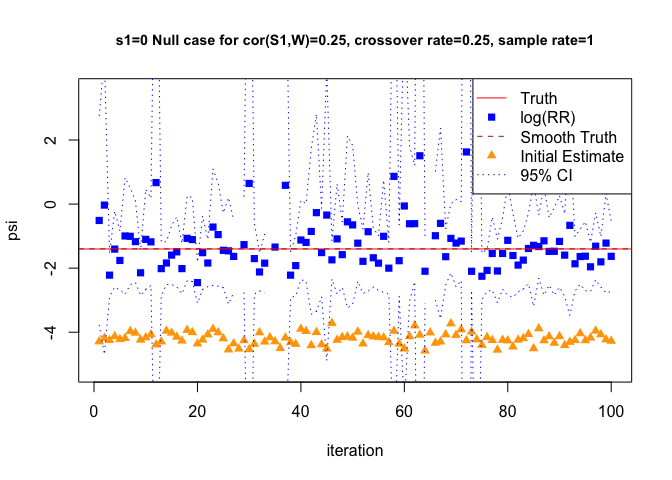 s1=0 Null case for cor(S1,W)=0.25, crossover rate=0.25, sample rate=1
Truth
log(RR)
Smooth Truth
Initial Estimate
95% CI
psi
2
0
2
-4
0
20
40
60
80
100
iteration